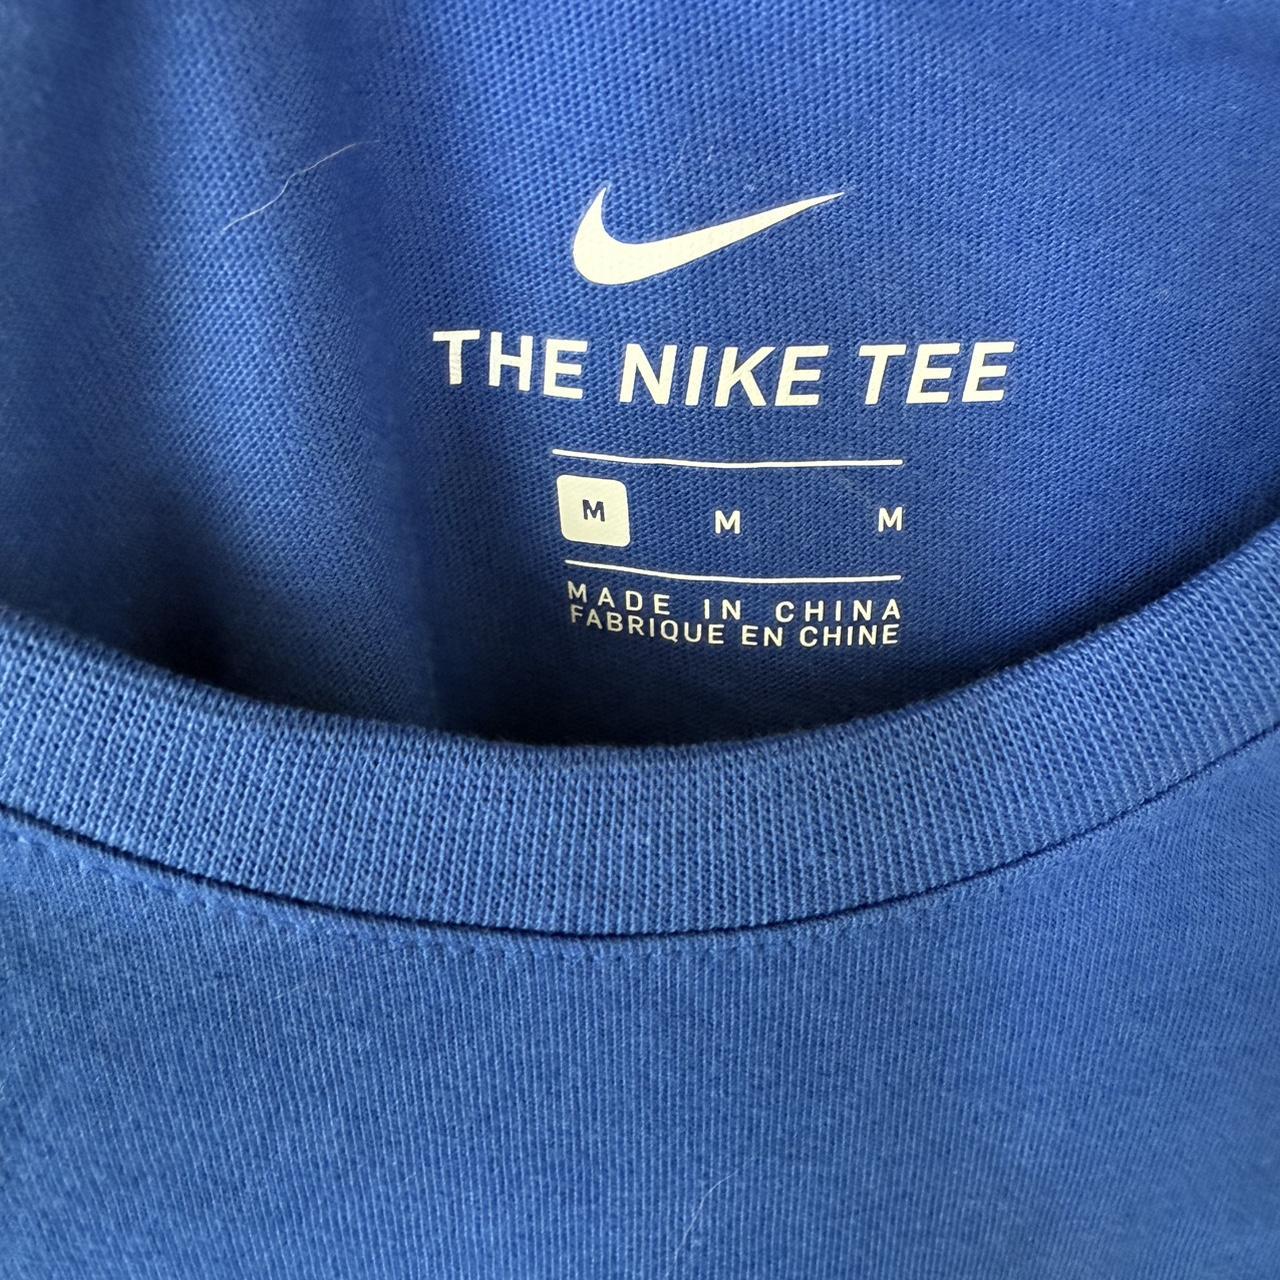 THE NIKE TEE
M M M
MADE IN CHINA
FABRIQUE EN CHINE